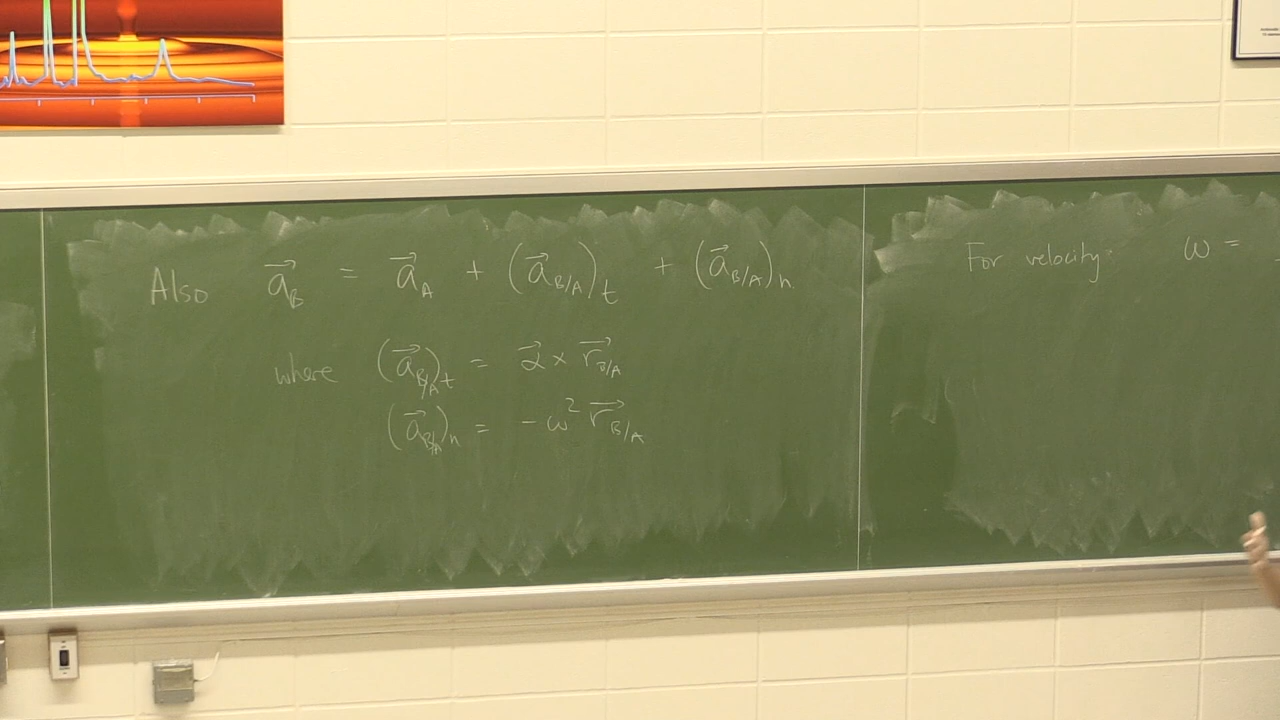 Also a⃗_B = a⃗_A + (a⃗_B/A)_t + (a⃗_B/A)_n
where (a⃗_B/A)_t = α⃗ × r⃗_B/A
(a⃗_B/A)_n = -ω² r⃗_B/A
For velocity: ω =